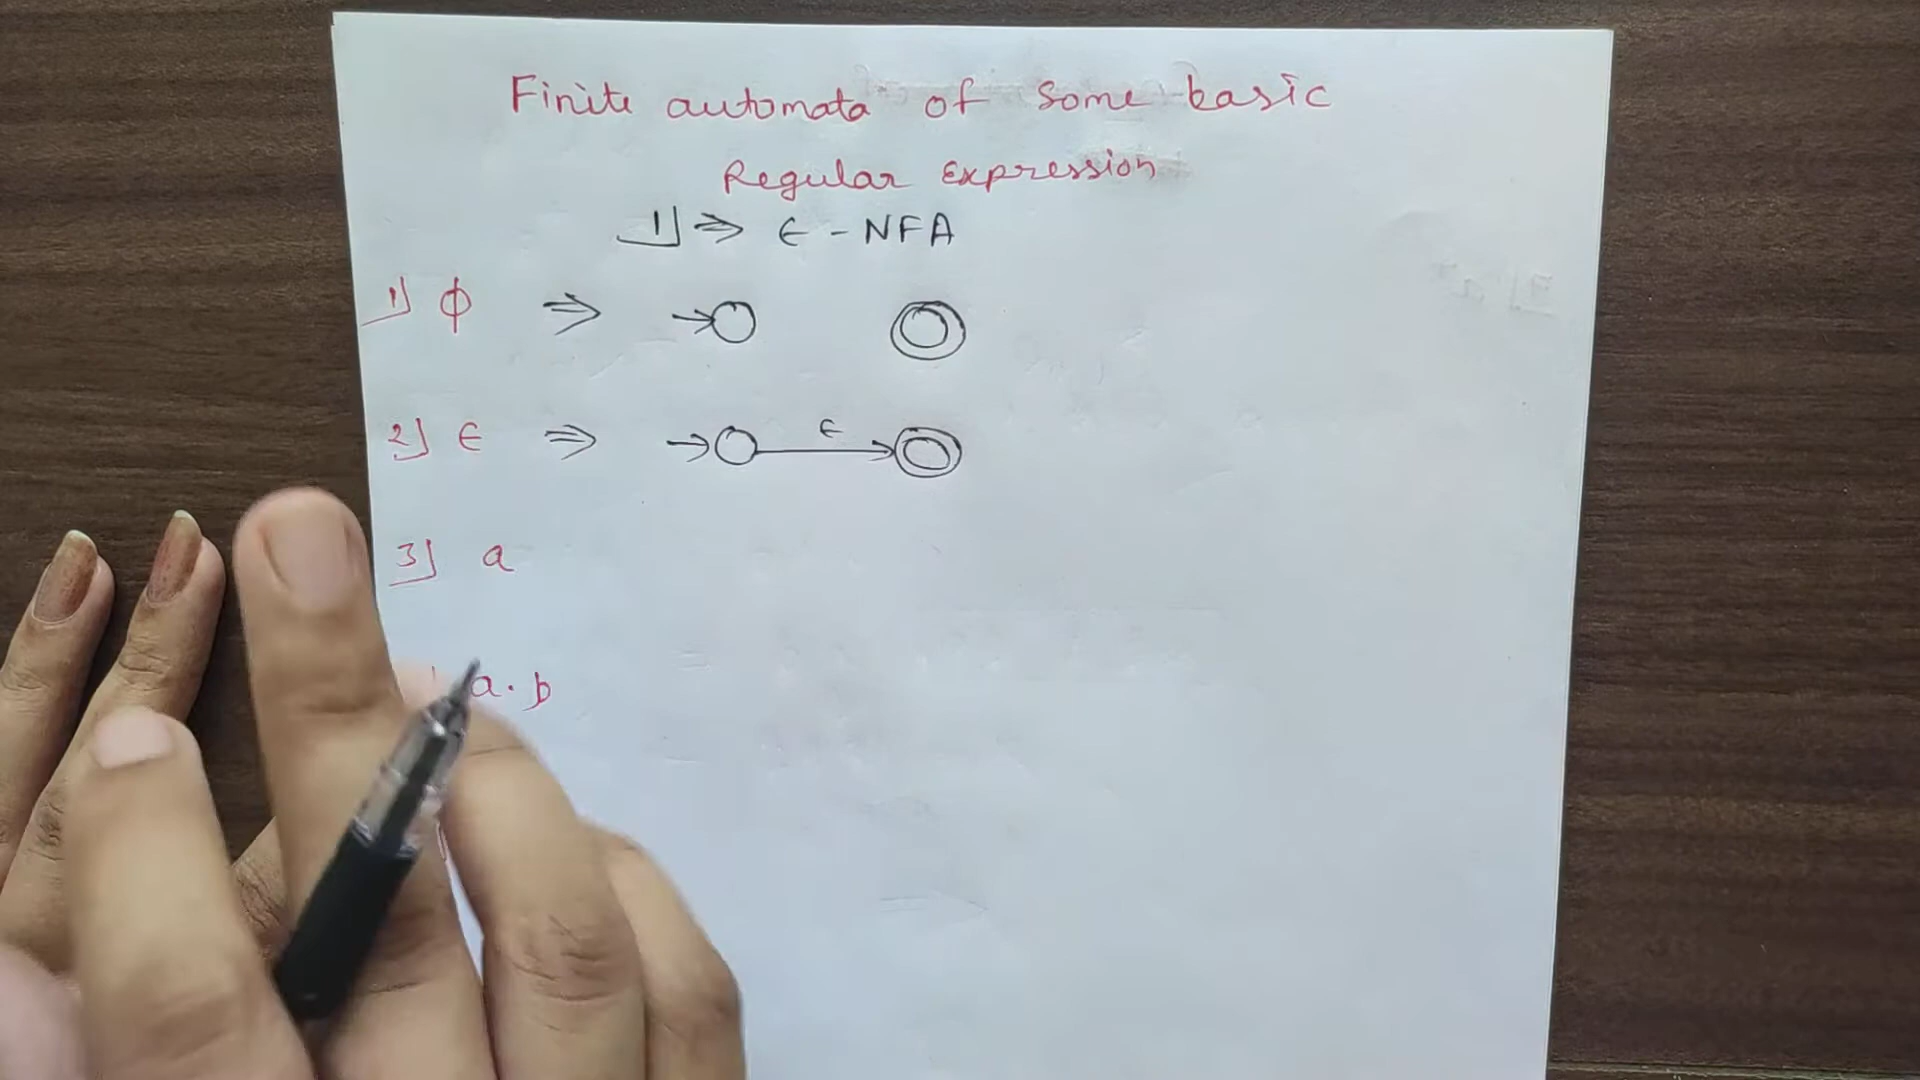 Finite automata of some basic
Regular Expression
1] ⇒ ϵ - NFA
1] ϕ ⇒
2] ϵ ⇒ ϵ
3] a
a. b